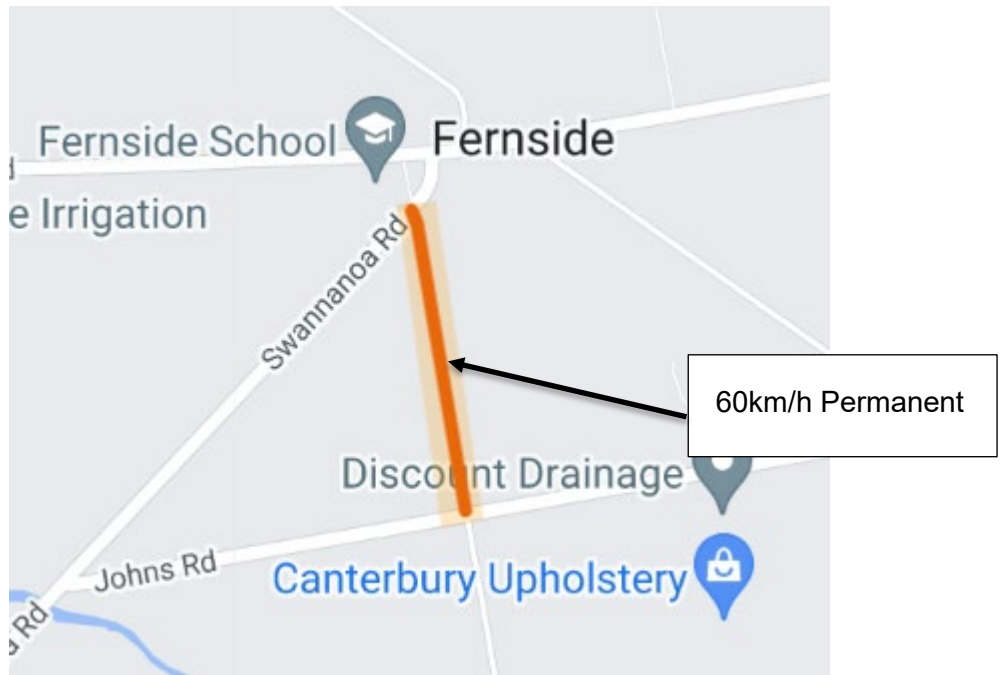 Fernside School
Fernside
d
e Irrigation
Swannanoa Rd
60km/h Permanent
Discount Drainage
Johns Rd
Canterbury Upholstery
a Rd